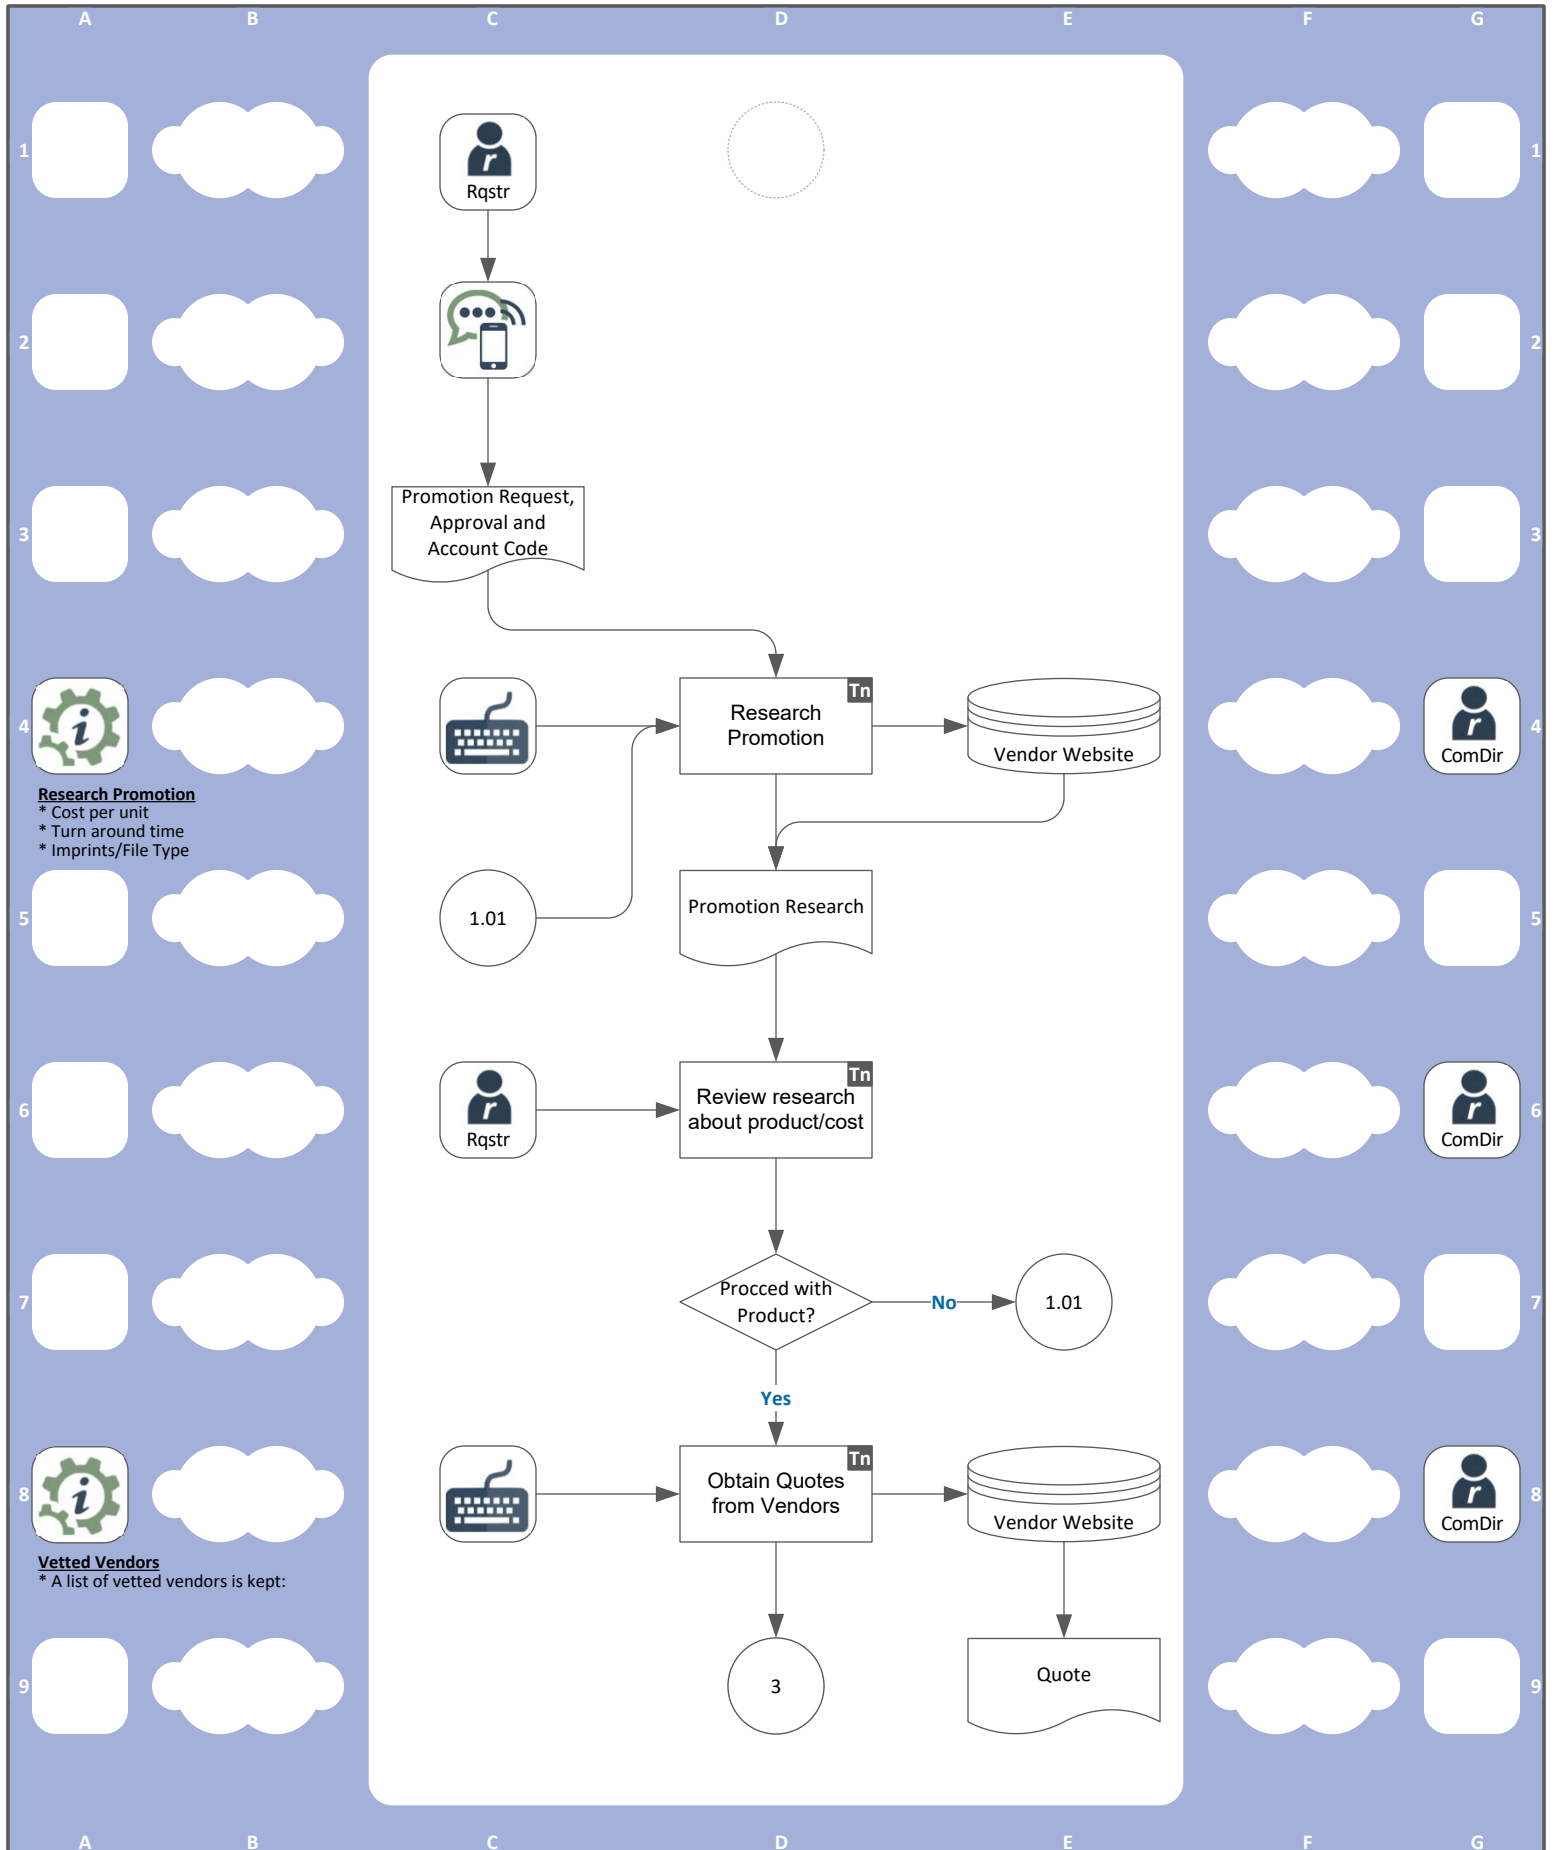 A B C D E F G
1 1
r
Rqstr
2 2
Promotion Request,
Approval and
Account Code
3 3
Tn
Research
Promotion
Vendor Website
i
r
ComDir
4 4
Research Promotion
* Cost per unit
* Turn around time
* Imprints/File Type
1.01
Promotion Research
5 5
r
Rqstr
Tn
Review research
about product/cost
r
ComDir
6 6
Procced with
Product?
No
1.01
7 7
Yes
i
Tn
Obtain Quotes
from Vendors
Vendor Website
r
ComDir
8 8
Vetted Vendors
* A list of vetted vendors is kept:
3
Quote
9 9
A B C D E F G